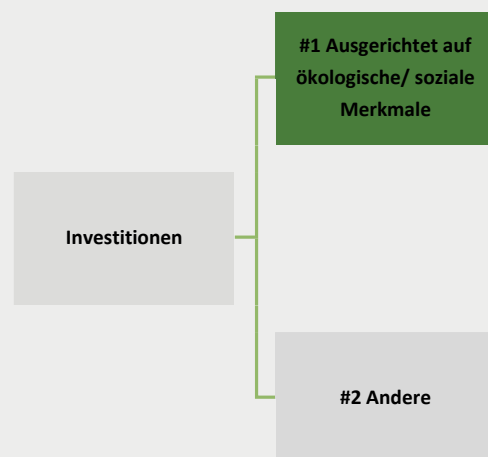 #1 Ausgerichtet auf
ökologische/ soziale
Merkmale
Investitionen
#2 Andere